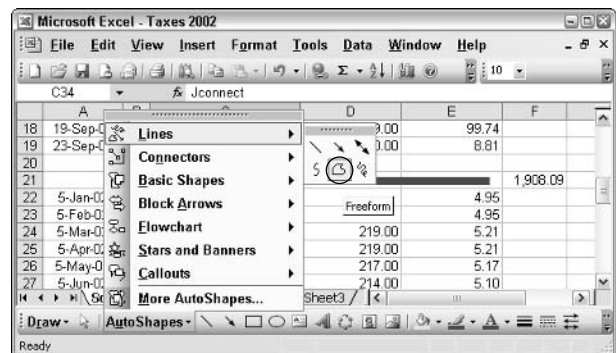 Microsoft Excel - Taxes 2002
File Edit View Insert Format Tools Data Window Help
Σ 10
C34 fx Jconnect
A D E F
18 19-Sep-0 9.00 99.74
19 23-Sep-0 0.00 8.81
20
21 1,908.09
22 5-Jan-0 4.95
23 5-Feb-0 4.95
24 5-Mar-0 219.00 5.21
25 5-Apr-0 219.00 5.21
26 5-May-0 217.00 5.17
27 5-Jun-0 214.00 5.10
Lines
Connectors
Basic Shapes
Block Arrows
Flowchart
Stars and Banners
Callouts
More AutoShapes...
Freeform
Sheet3
Draw AutoShapes A
Ready